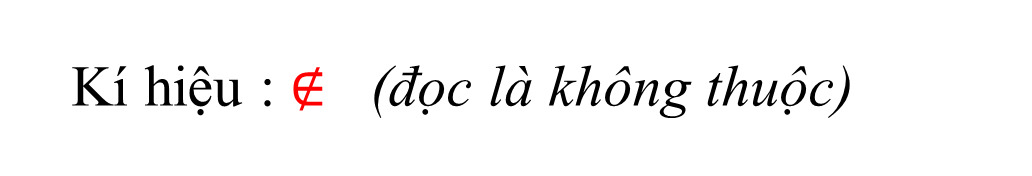 Kí hiệu : ∉ (đọc là không thuộc)